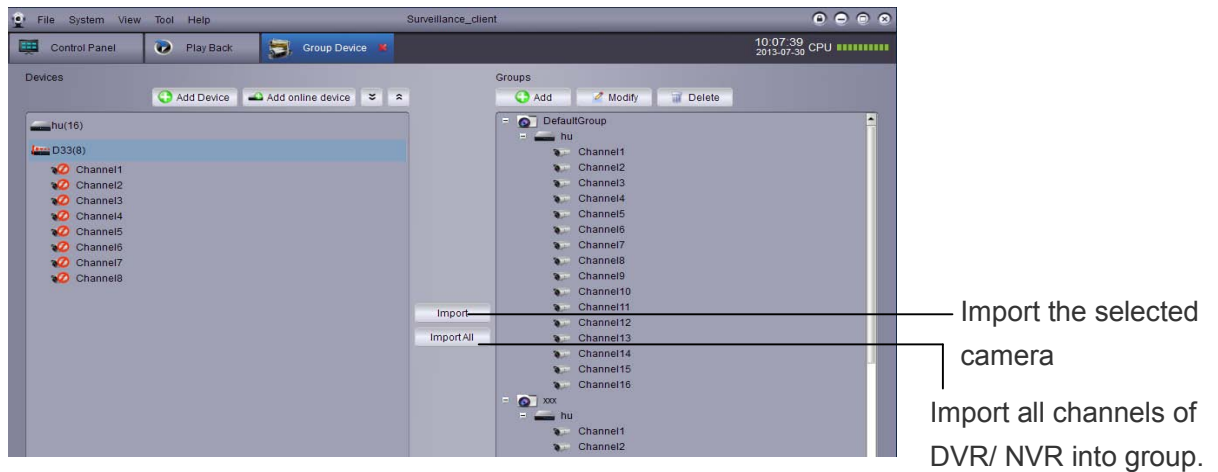 File System View Tool Help Surveillance_client
Control Panel Play Back Group Device 10:07:39 CPU
2013-07-30
Devices
Add Device Add online device
hu(16)
D33(8)
Channel1
Channel2
Channel3
Channel4
Channel5
Channel6
Channel7
Channel8
Import
Import All
Groups
Add Modify Delete
DefaultGroup
hu
Channel1
Channel2
Channel3
Channel4
Channel5
Channel6
Channel7
Channel8
Channel9
Channel10
Channel11
Channel12
Channel13
Channel14
Channel15
Channel16
xxx
hu
Channel1
Channel2
Import the selected
camera
Import all channels of
DVR/ NVR into group.